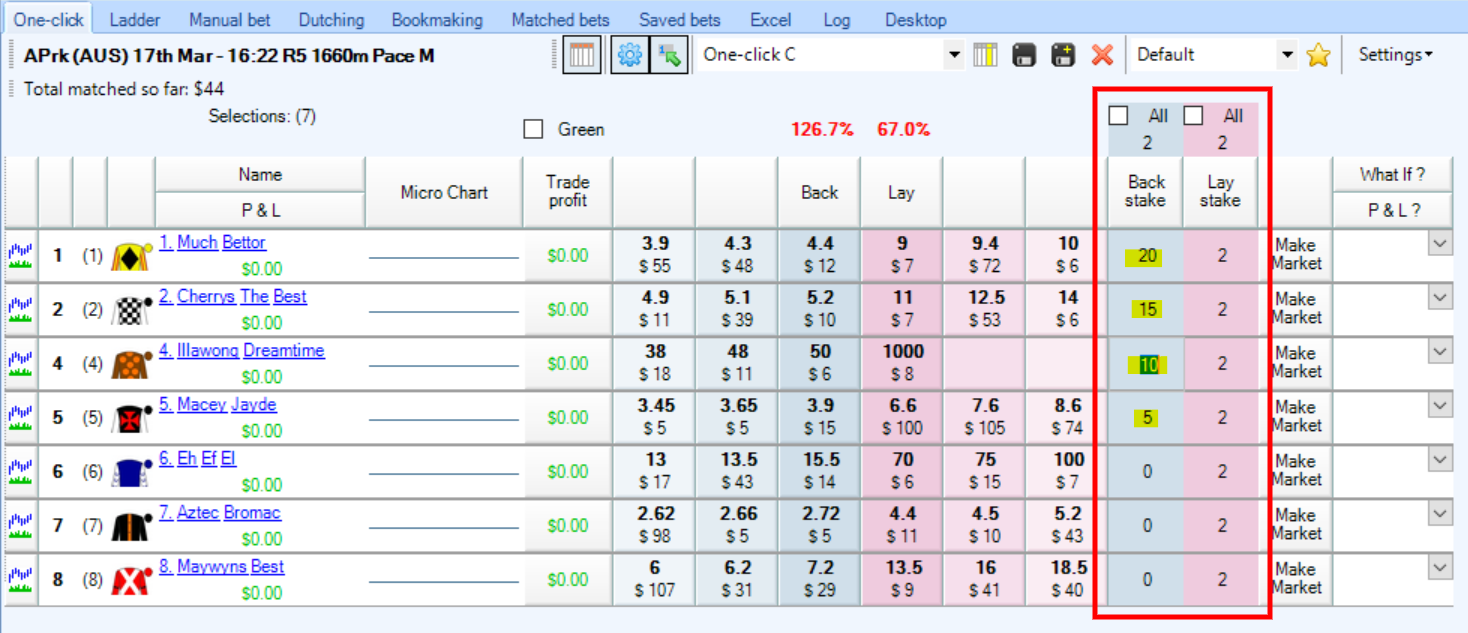 One-click Ladder Manual bet Dutching Bookmaking Matched bets Saved bets Excel Log Desktop
APrk (AUS) 17th Mar - 16:22 R5 1660m Pace M One-click C Default Settings
Total matched so far: $44
Selections: (7)
Green 126.7% 67.0% All All
2 2
Name Micro Chart Trade profit Back Lay Back stake Lay stake What If ?
P & L P & L ?
1 (1) 1. Much Bettor $0.00 3.9 4.3 4.4 9 9.4 10 20 2 Make Market
$0.00 $ 55 $ 48 $ 12 $ 7 $ 72 $ 6
2 (2) 2. Cherrys The Best $0.00 4.9 5.1 5.2 11 12.5 14 15 2 Make Market
$0.00 $ 11 $ 39 $ 10 $ 7 $ 53 $ 6
4 (4) 4. Illawong Dreamtime $0.00 38 48 50 1000 10 2 Make Market
$0.00 $ 18 $ 11 $ 6 $ 8
5 (5) 5. Macey Jayde $0.00 3.45 3.65 3.9 6.6 7.6 8.6 5 2 Make Market
$0.00 $ 5 $ 5 $ 15 $ 100 $ 105 $ 74
6 (6) 6. Eh Ef El $0.00 13 13.5 15.5 70 75 100 0 2 Make Market
$0.00 $ 17 $ 43 $ 14 $ 6 $ 15 $ 7
7 (7) 7. Aztec Bromac $0.00 2.62 2.66 2.72 4.4 4.5 5.2 0 2 Make Market
$0.00 $ 98 $ 5 $ 5 $ 11 $ 10 $ 43
8 (8) 8. Maywyns Best $0.00 6 6.2 7.2 13.5 16 18.5 0 2 Make Market
$0.00 $ 107 $ 31 $ 29 $ 9 $ 41 $ 40